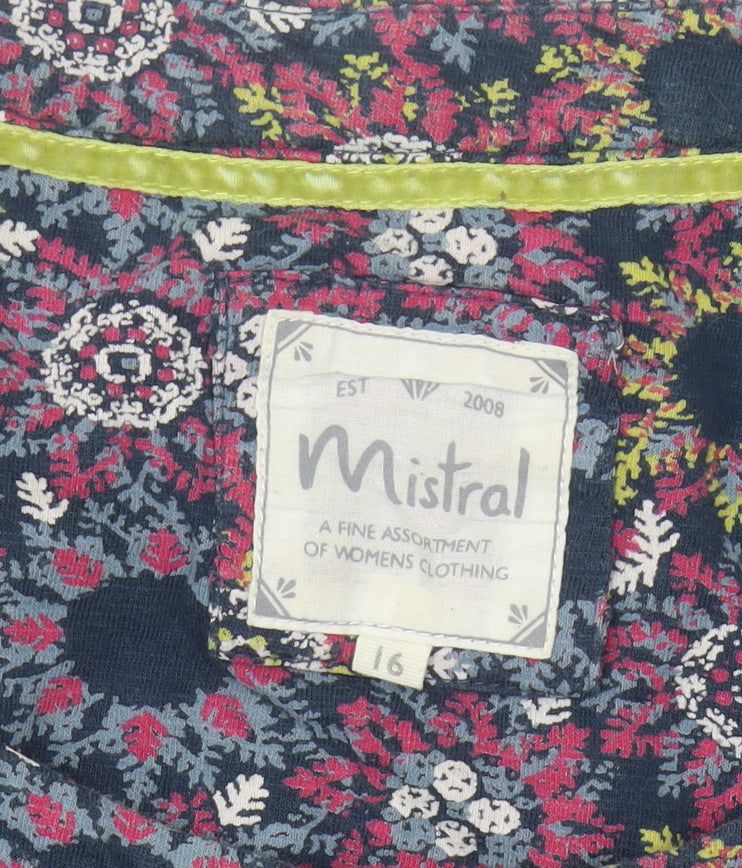 EST 2008
Mistral
A FINE ASSORTMENT
OF WOMENS CLOTHING
16